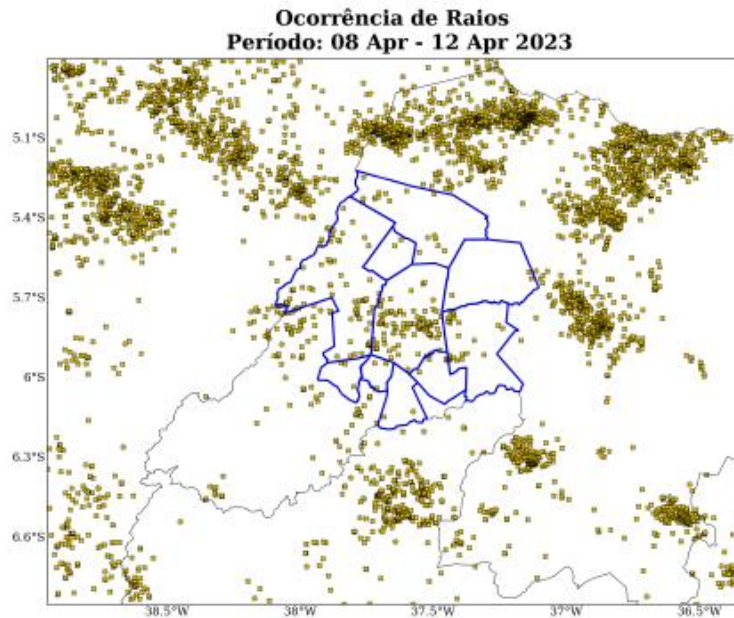 Ocorrência de Raios
Período: 08 Apr - 12 Apr 2023
5.1°S
5.4°S
5.7°S
6°S
6.3°S
6.6°S
38.5°W
38°W
37.5°W
37°W
36.5°W